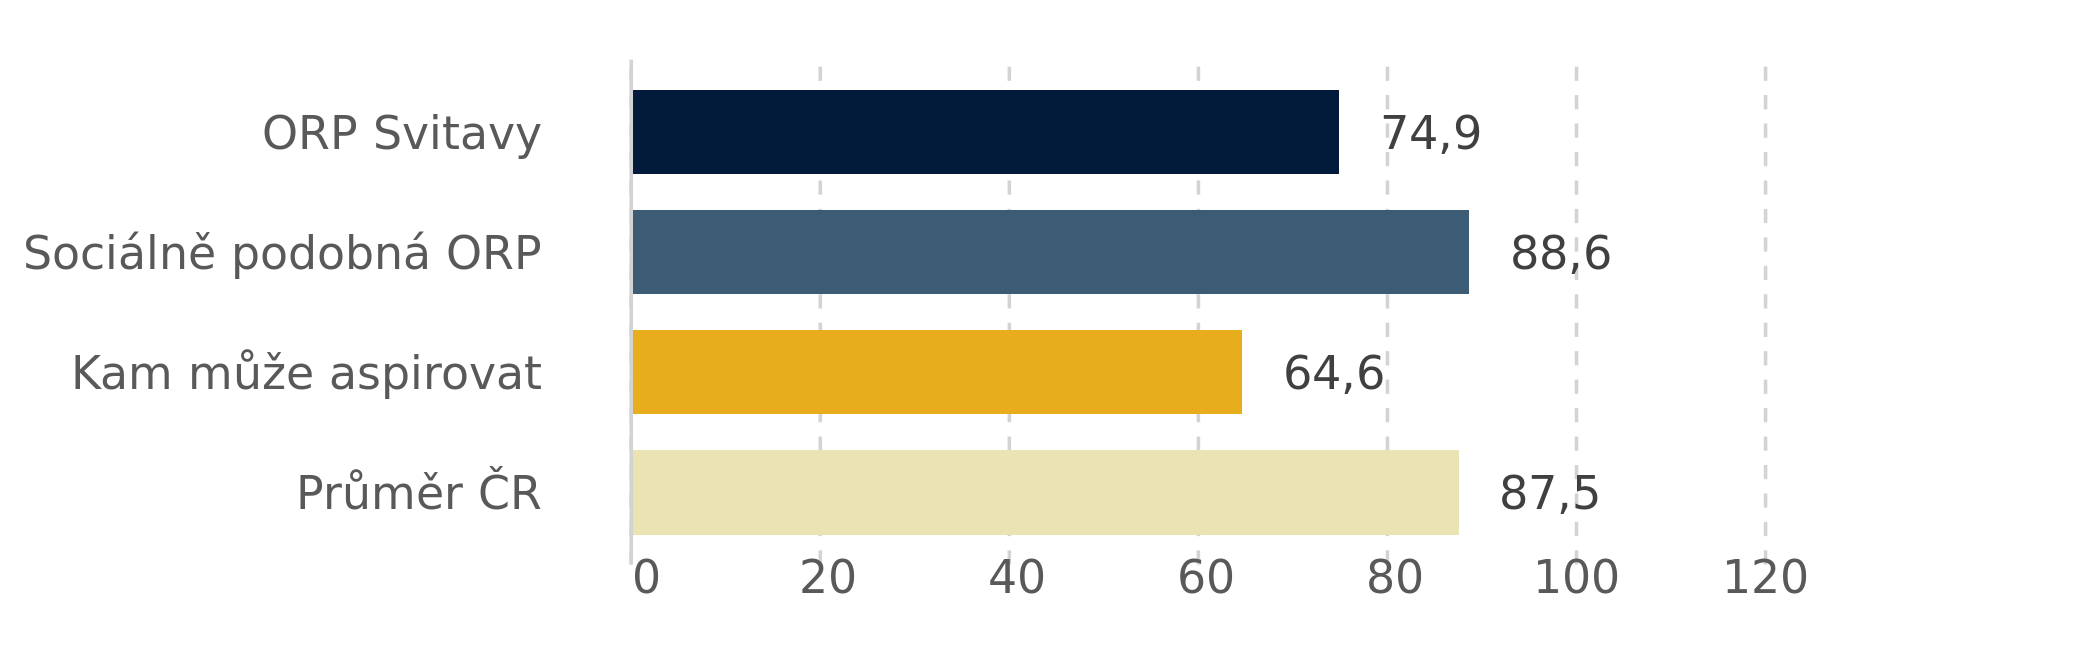 ORP Svitavy 74,9
Sociálně podobná ORP 88,6
Kam může aspirovat 64,6
Průměr ČR 87,5
0 20 40 60 80 100 120